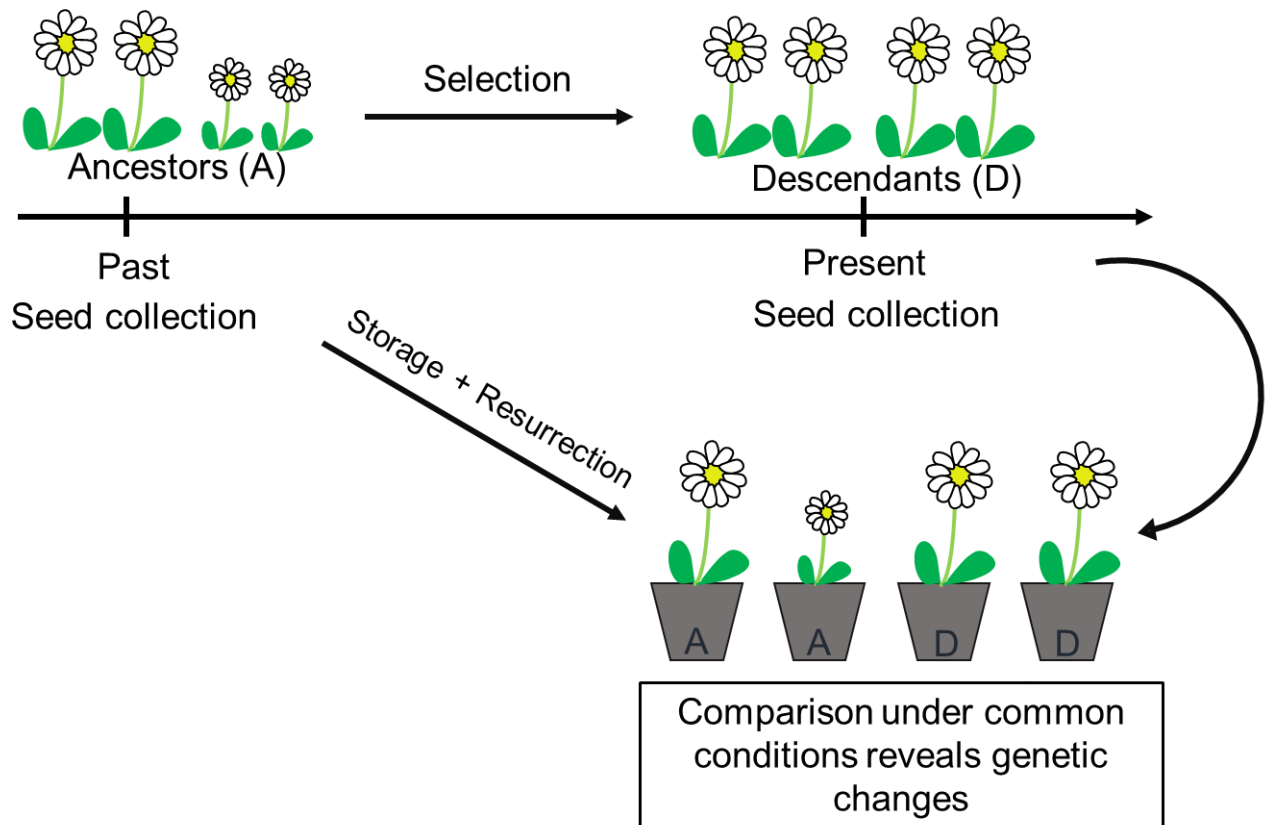 Selection
Ancestors (A)
Descendants (D)
Past
Seed collection
Present
Seed collection
Storage + Resurrection
A
A
D
D
Comparison under common
conditions reveals genetic
changes